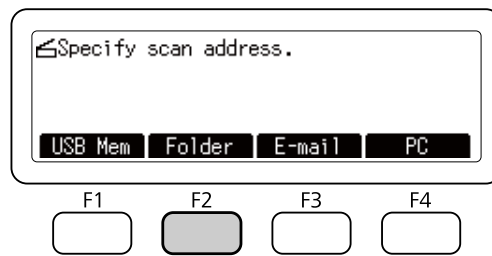 Specify scan address.
USB Mem Folder E-mail PC
F1 F2 F3 F4